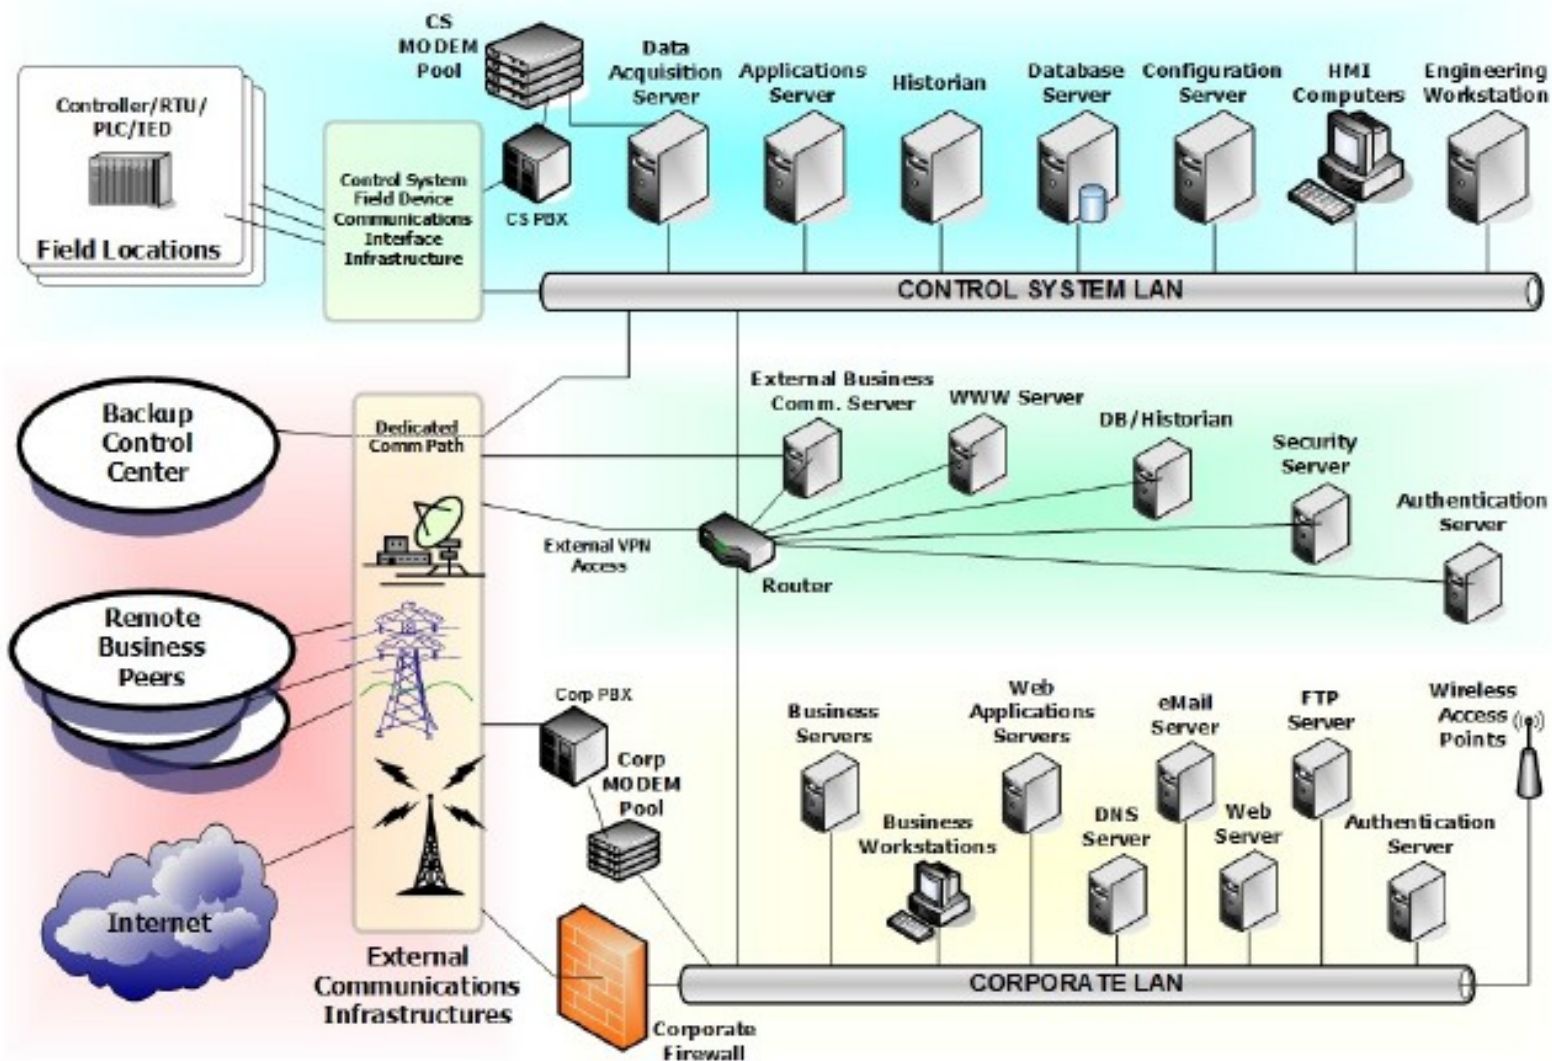 CS
MODEM
Pool
Data
Acquisition
Server
Applications
Server
Historian
Database
Server
Configuration
Server
HMI
Computers
Engineering
Workstation
Controller/RTU/
PLC/IED
Field Locations
Control System
Field Device
Communications
Interface
Infrastructure
CS PBX
CONTROL SYSTEM LAN
Backup
Control
Center
Dedicated
Comm Path
External Business
Comm. Server
WWW Server
DB/Historian
Security
Server
Authentication
Server
External VPN
Access
Router
Remote
Business
Peers
Corp PBX
Corp
MODEM
Pool
Business
Servers
Web
Applications
Servers
eMail
Server
FTP
Server
Wireless
Access
Points
Business
Workstations
DNS
Server
Web
Server
Authentication
Server
Internet
External
Communications
Infrastructures
CORPORATE LAN
Corporate
Firewall